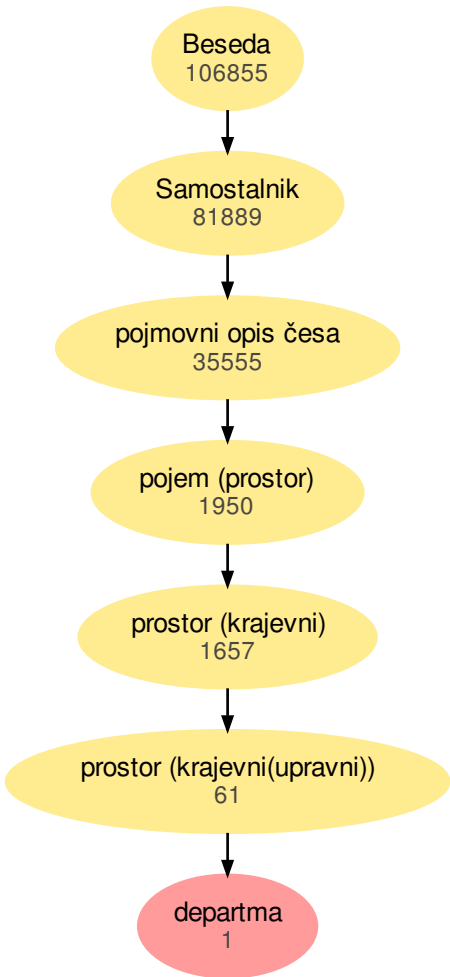 Beseda
106855
Samostalnik
81889
pojmovni opis česa
35555
pojem (prostor)
1950
prostor (krajevni)
1657
prostor (krajevni(upravni))
61
departma
1